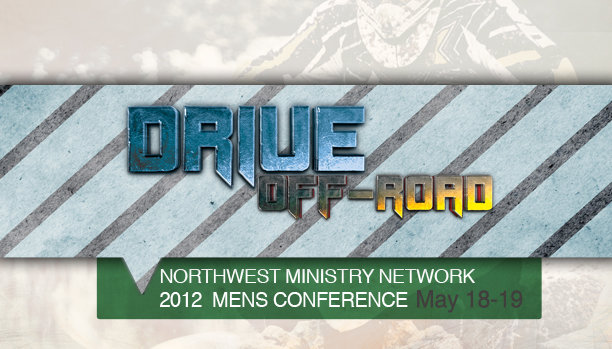 DRIVE
OFF-ROAD
NORTHWEST MINISTRY NETWORK
2012 MENS CONFERENCE May 18-19